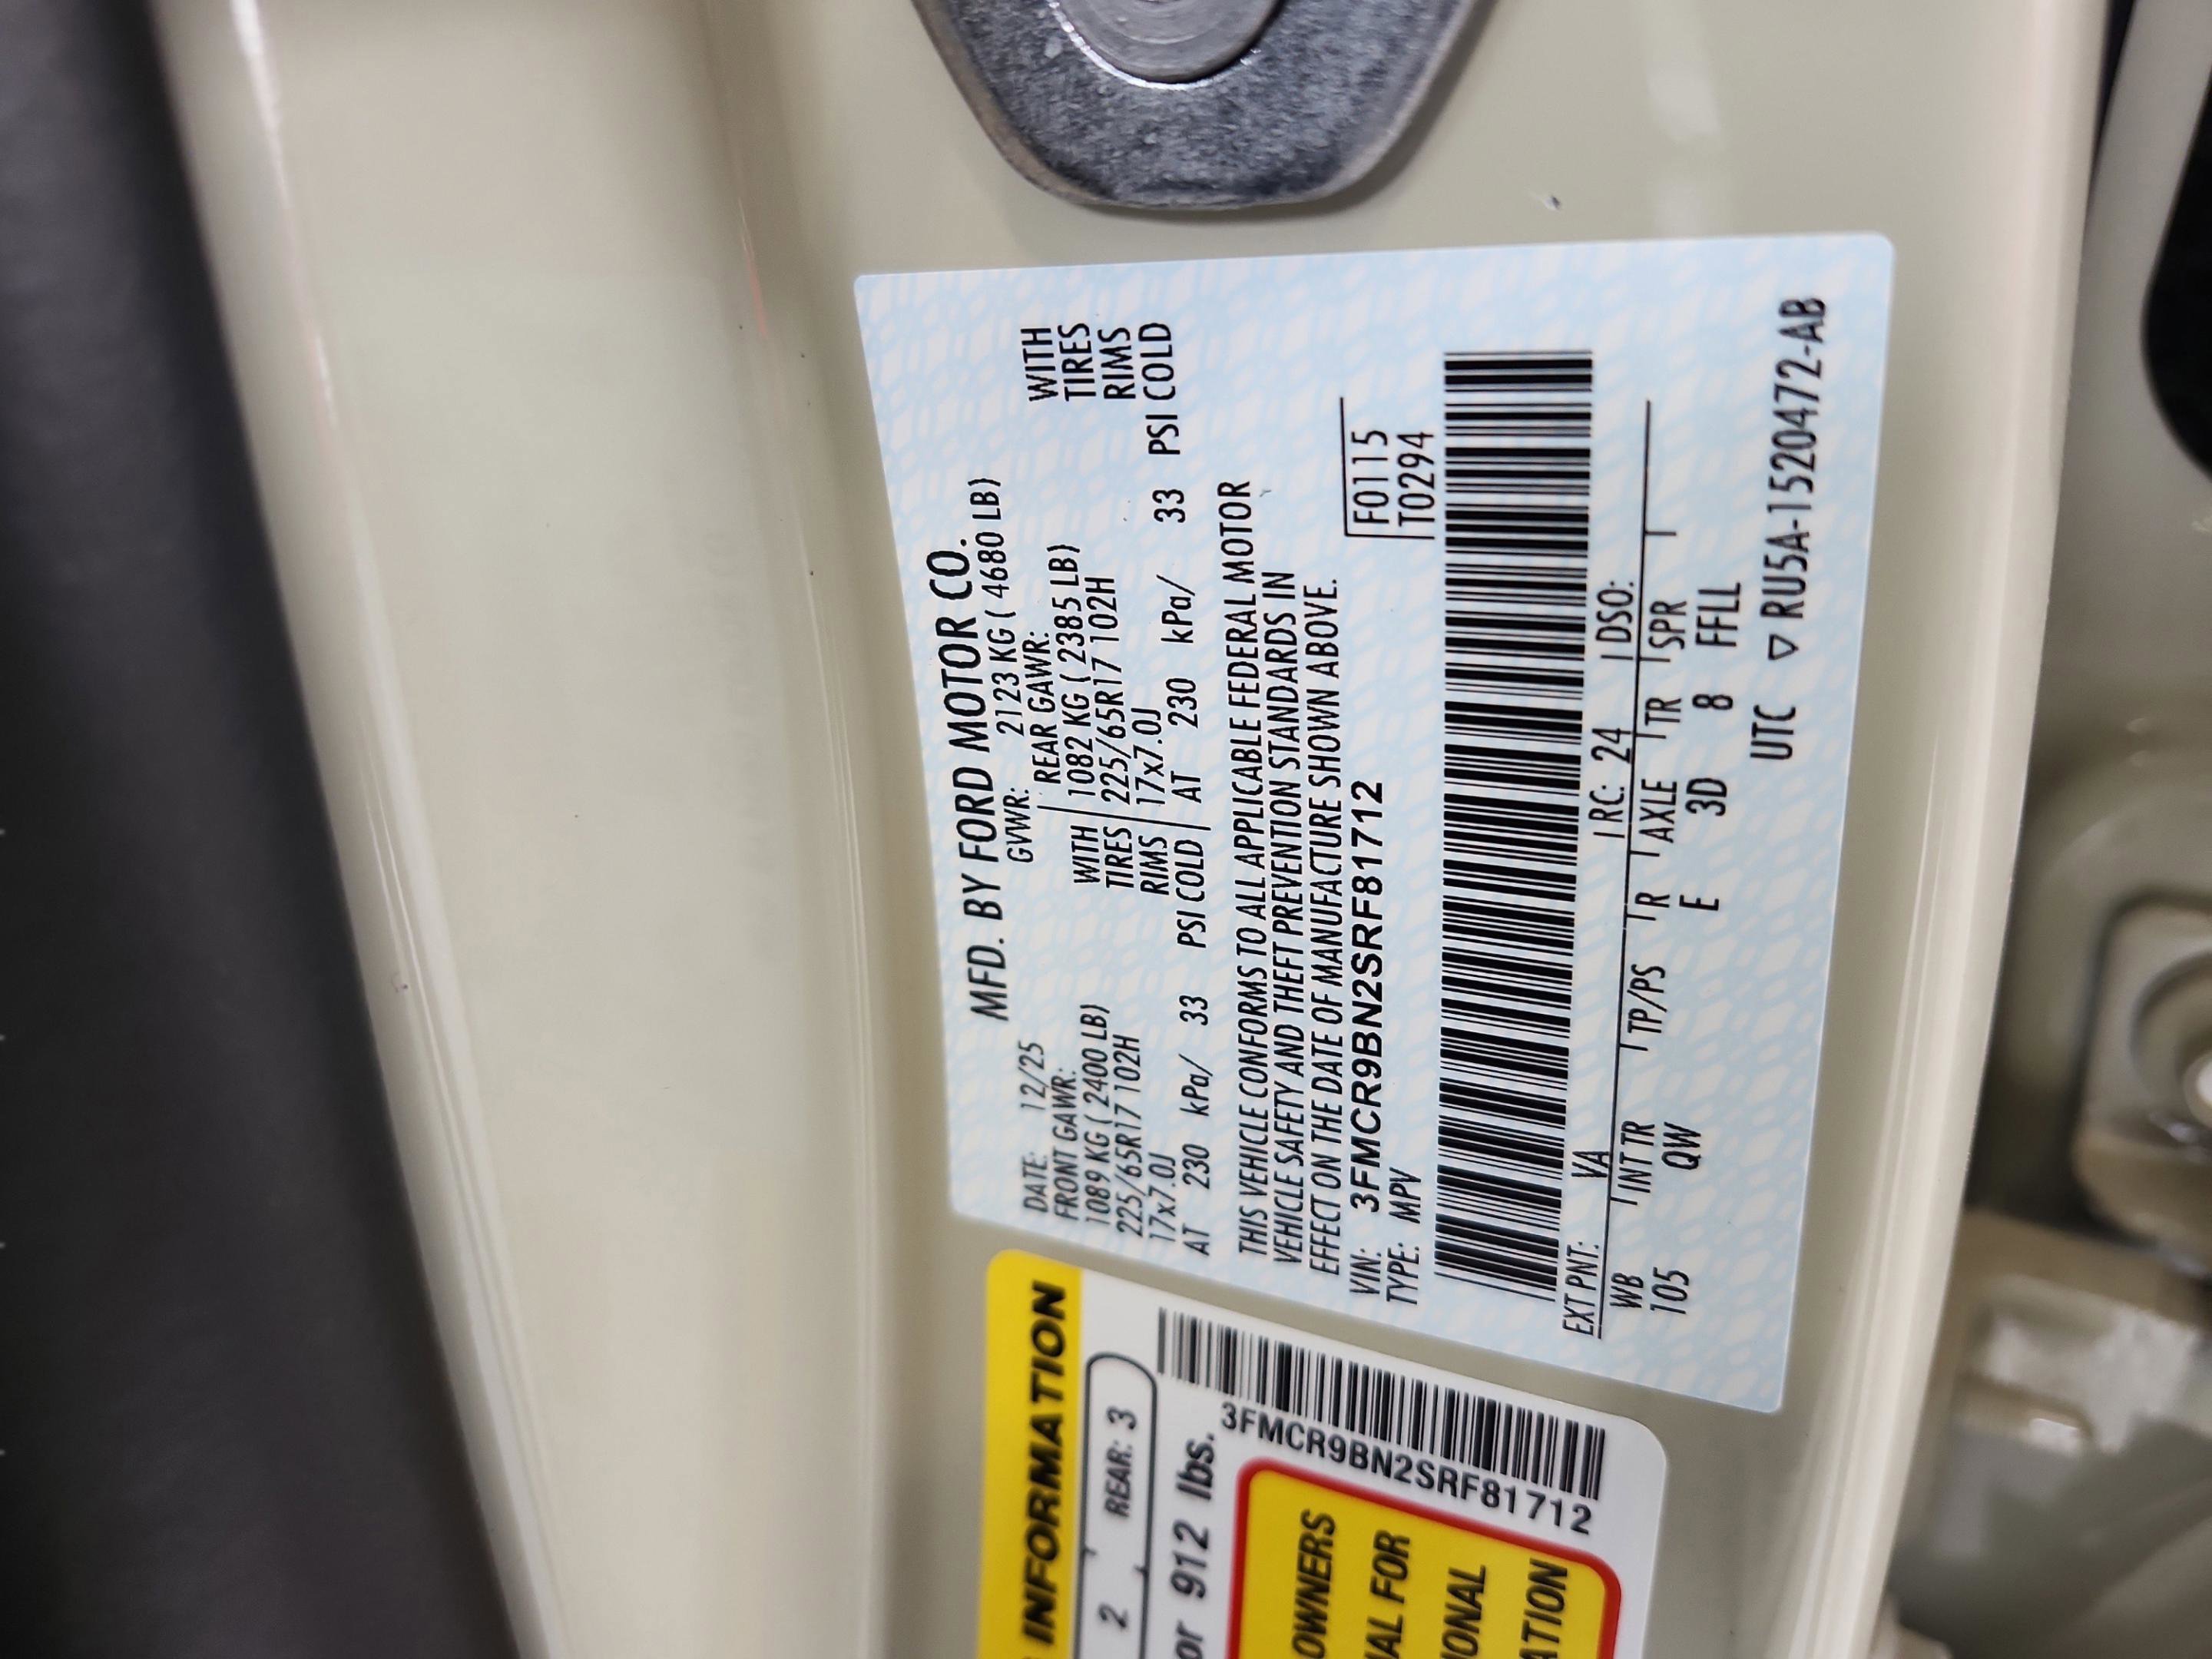 MFD. BY FORD MOTOR CO.
DATE: 12/25 GVWR: 2123 KG ( 4680 LB)
FRONT GAWR: REAR GAWR:
1089 KG ( 2400 LB) WITH 1082 KG ( 2385 LB) WITH
225/65R17 102H TIRES 225/65R17 102H TIRES
17x7.0J RIMS 17x7.0J RIMS
AT 230 kPa/ 33 PSI COLD AT 230 kPa/ 33 PSI COLD
THIS VEHICLE CONFORMS TO ALL APPLICABLE FEDERAL MOTOR
VEHICLE SAFETY AND THEFT PREVENTION STANDARDS IN
EFFECT ON THE DATE OF MANUFACTURE SHOWN ABOVE.
VIN: 3FMCR9BN2SRF81712 F0115
TYPE: MPV T0294
EXT PNT: VA RC: 24 DSO:
WB INT TR TP/PS R AXLE TR SPR
105 QW E 3D 8 FFLL
UTC ▽ RU5A-1520472-AB
INFORMATION
2 REAR: 3
or 912 lbs.
3FMCR9BN2SRF81712
OWNERS
FOR